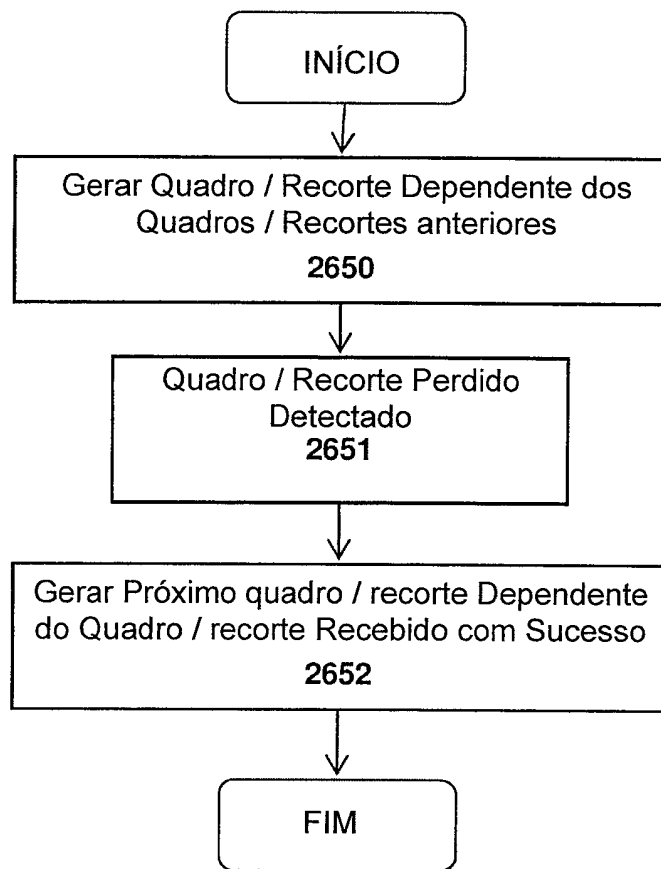 INÍCIO
Gerar Quadro / Recorte Dependente dos
Quadros / Recortes anteriores
2650
Quadro / Recorte Perdido
Detectado
2651
Gerar Próximo quadro / recorte Dependente
do Quadro / recorte Recebido com Sucesso
2652
FIM